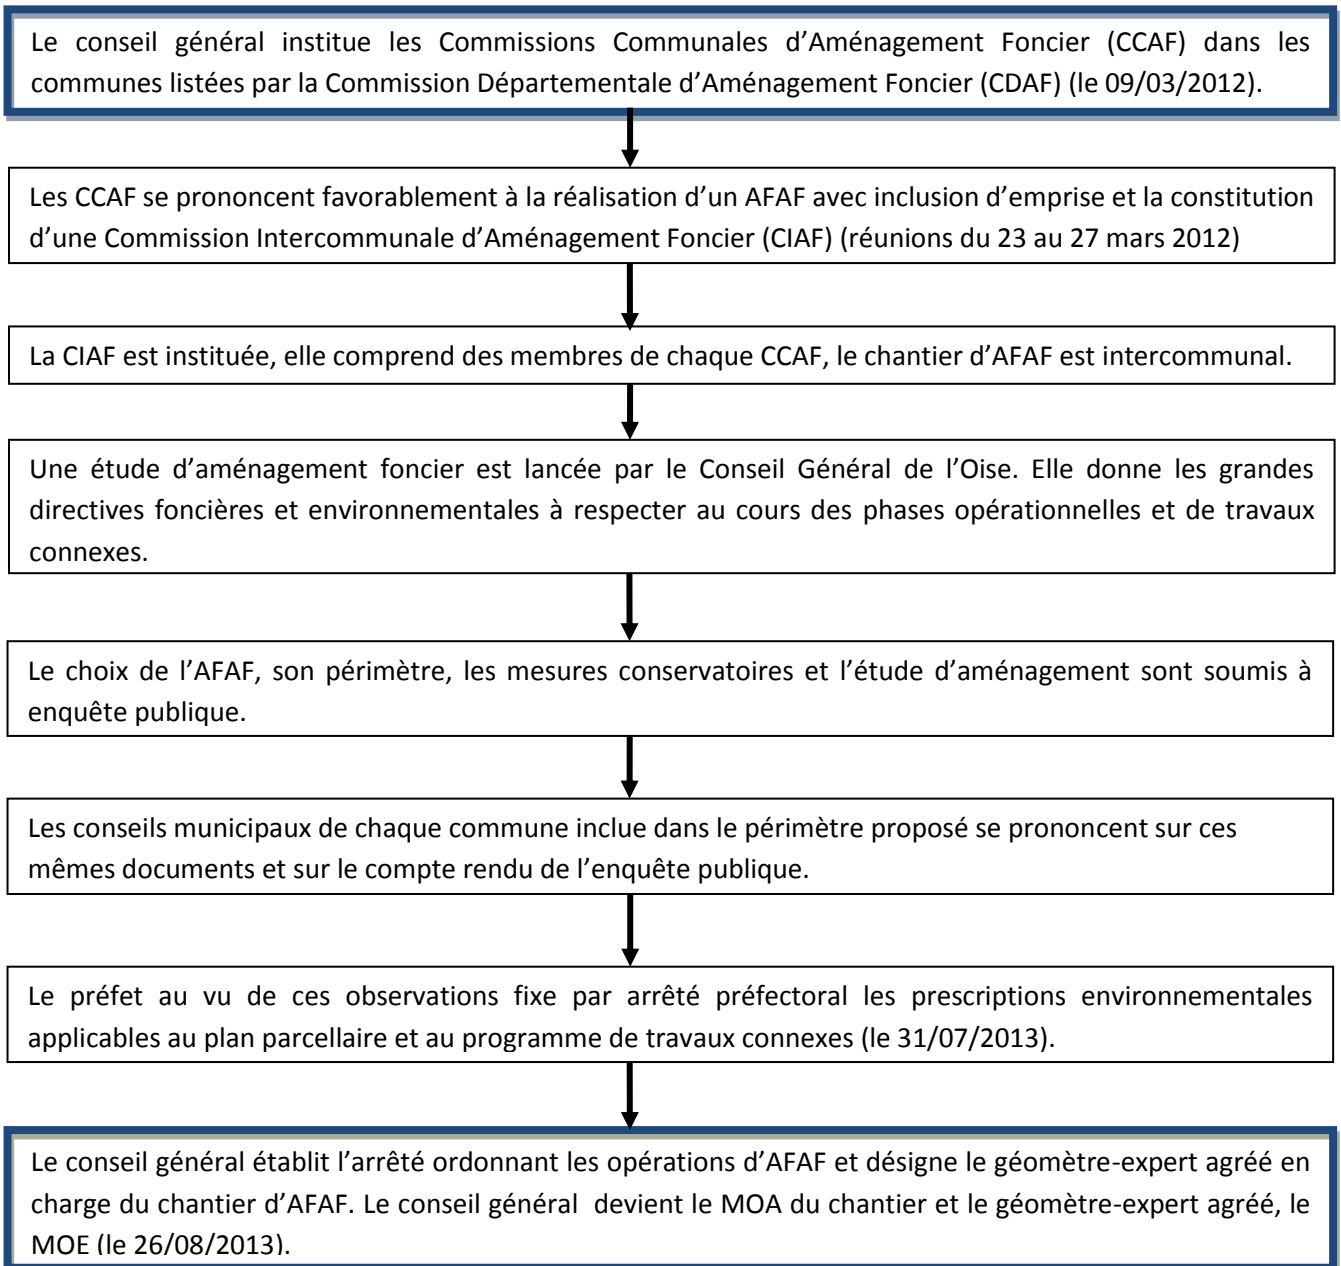 Le conseil général institue les Commissions Communales d’Aménagement Foncier (CCAF) dans les
communes listées par la Commission Départementale d’Aménagement Foncier (CDAF) (le 09/03/2012).
Les CCAF se prononcent favorablement à la réalisation d’un AFAF avec inclusion d’emprise et la constitution
d’une Commission Intercommunale d’Aménagement Foncier (CIAF) (réunions du 23 au 27 mars 2012)
La CIAF est instituée, elle comprend des membres de chaque CCAF, le chantier d’AFAF est intercommunal.
Une étude d’aménagement foncier est lancée par le Conseil Général de l’Oise. Elle donne les grandes
directives foncières et environnementales à respecter au cours des phases opérationnelles et de travaux
connexes.
Le choix de l’AFAF, son périmètre, les mesures conservatoires et l’étude d’aménagement sont soumis à
enquête publique.
Les conseils municipaux de chaque commune inclue dans le périmètre proposé se prononcent sur ces
mêmes documents et sur le compte rendu de l’enquête publique.
Le préfet au vu de ces observations fixe par arrêté préfectoral les prescriptions environnementales
applicables au plan parcellaire et au programme de travaux connexes (le 31/07/2013).
Le conseil général établit l’arrêté ordonnant les opérations d’AFAF et désigne le géomètre-expert agréé en
charge du chantier d’AFAF. Le conseil général devient le MOA du chantier et le géomètre-expert agréé, le
MOE (le 26/08/2013).